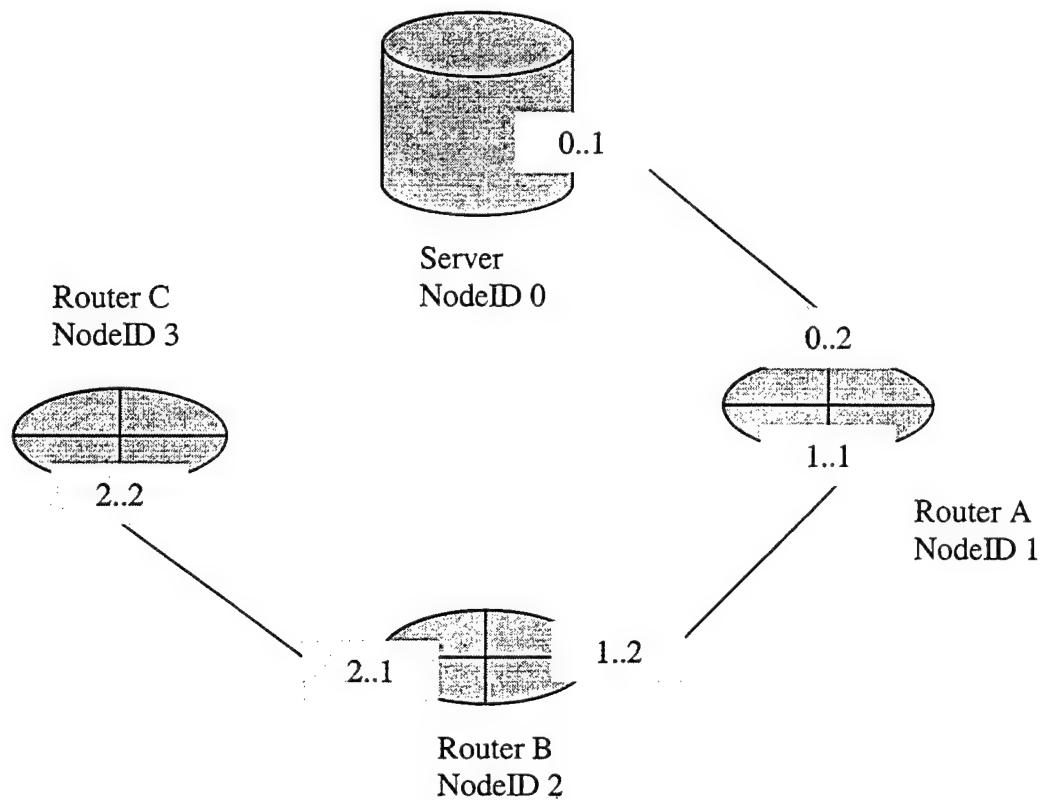 0..1
Server
NodeID 0
Router C
NodeID 3
0..2
1..1
2..2
Router A
NodeID 1
2..1
1..2
Router B
NodeID 2